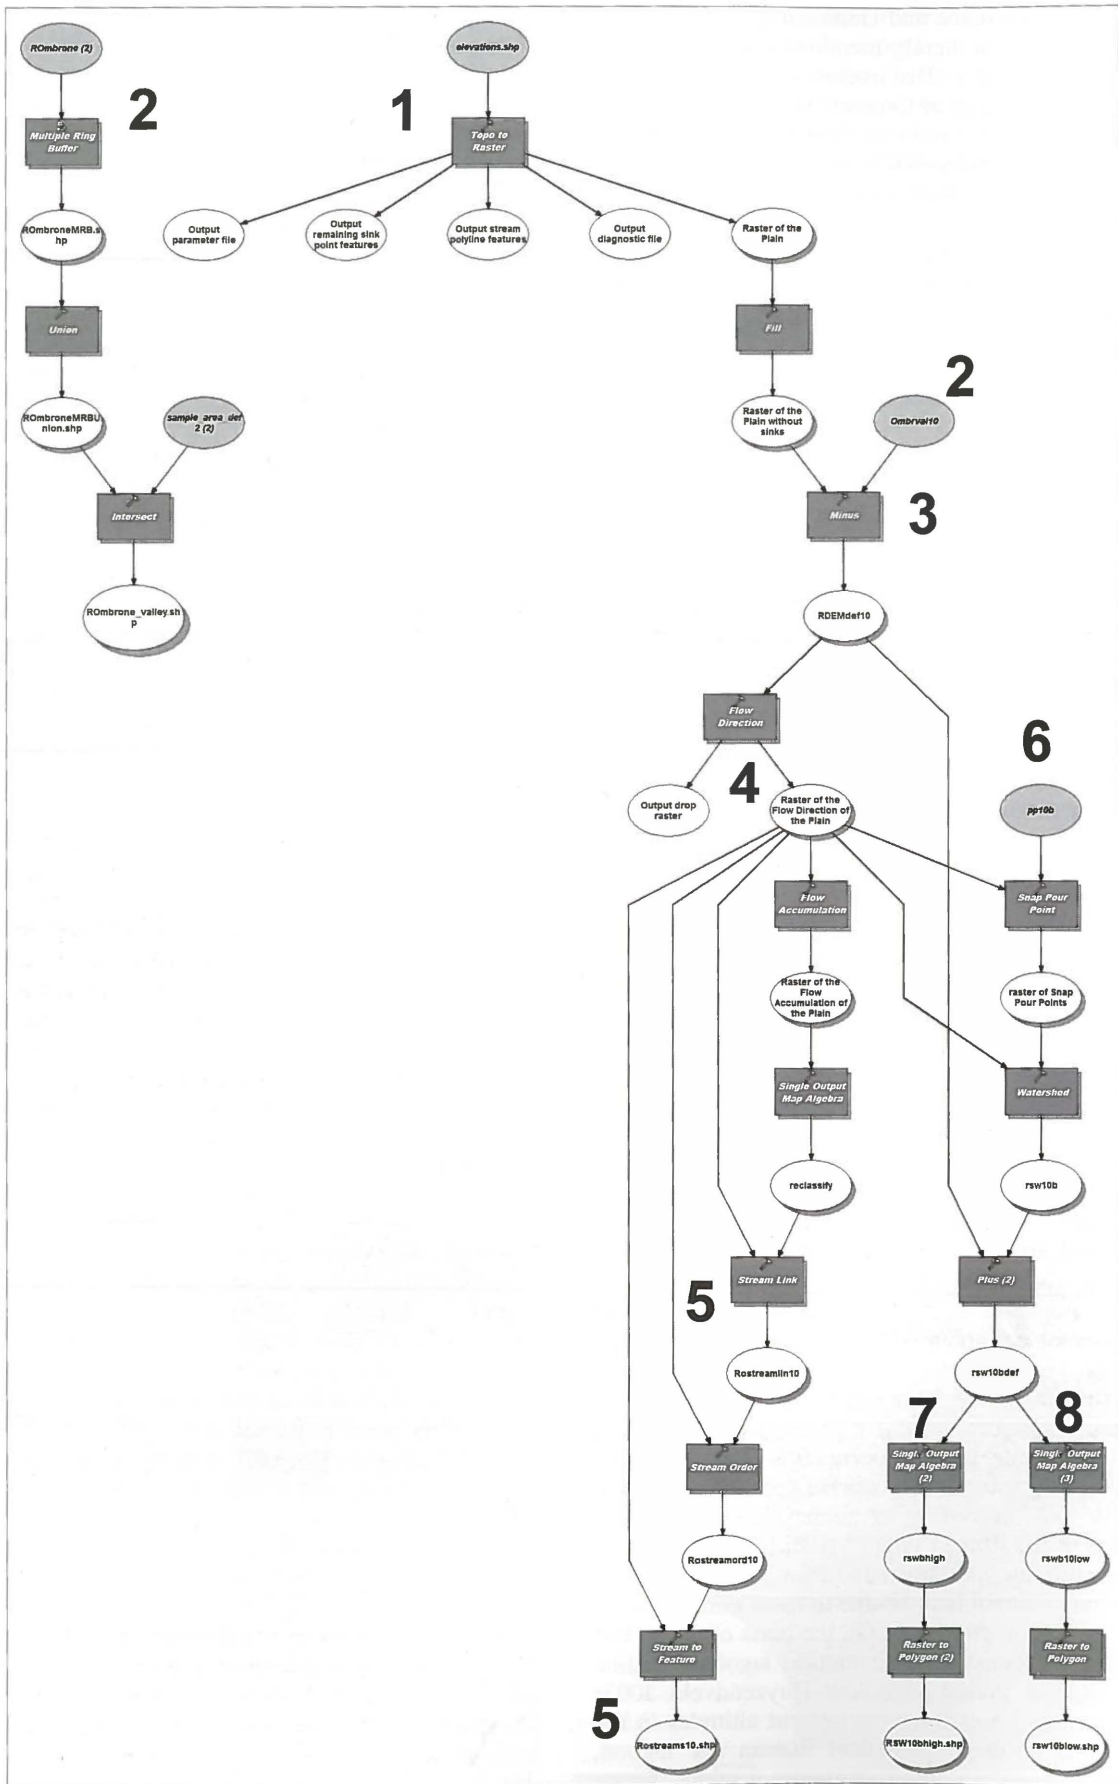 ROmbrone (2)
elevations.shp
2
1
Multiple Ring
Buffer
Topo to
Raster
ROmbroneMRB.s
hp
Output
parameter file
Output
remaining sink
point features
Output stream
polyline features
Output
diagnostic file
Raster of the
Plain
Union
Fill
2
ROmbroneMRBU
nion.shp
sample_area_def
2 (2)
Raster of the
Plain without
sinks
Ombrval10
Intersect
Minus
3
ROmbrone_valley.sh
p
RDEMdef10
Flow
Direction
6
4
Output drop
raster
Raster of the
Flow Direction of
the Plain
pp10b
Flow
Accumulation
Snap Pour
Point
Raster of the
Flow
Accumulation of
the Plain
raster of Snap
Pour Points
Single Output
Map Algebra
Watershed
reclassify
rsw10b
Stream Link
Plus (2)
5
Rostreamlin10
rsw10bdef
7
8
Stream Order
Single Output
Map Algebra
(2)
Single Output
Map Algebra
(3)
Rostreamord10
rswbhigh
rswb10low
Stream to
Feature
Raster to
Polygon (2)
Raster to
Polygon
5
Rostreams10.shp
RSW10bhigh.shp
rsw10blow.shp